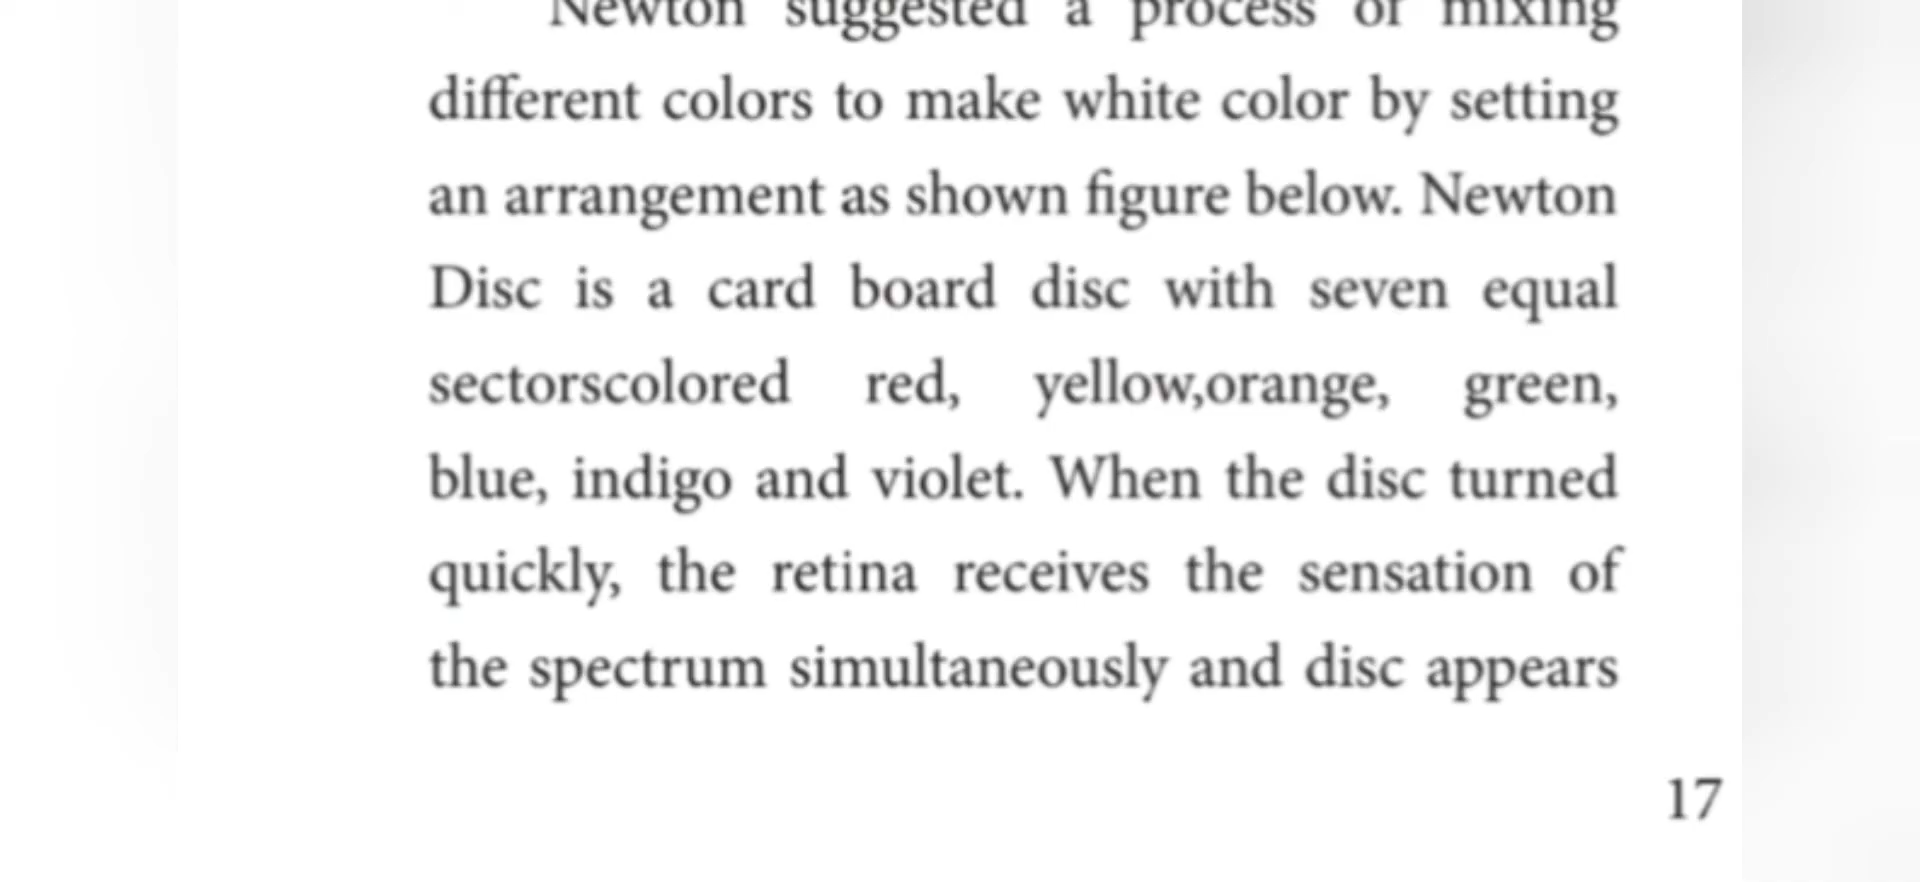 Newton suggested a process of mixing
different colors to make white color by setting
an arrangement as shown figure below. Newton
Disc is a card board disc with seven equal
sectorscolored red, yellow,orange, green,
blue, indigo and violet. When the disc turned
quickly, the retina receives the sensation of
the spectrum simultaneously and disc appears
17